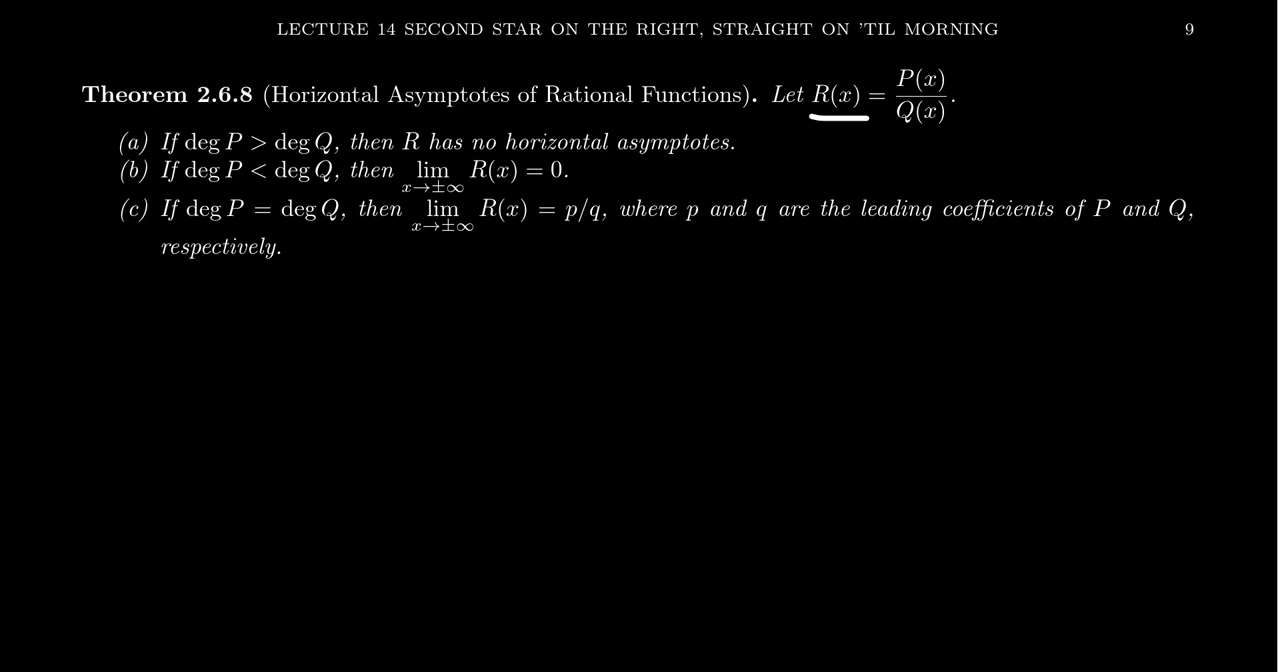 LECTURE 14 SECOND STAR ON THE RIGHT, STRAIGHT ON 'TIL MORNING 9
Theorem 2.6.8 (Horizontal Asymptotes of Rational Functions). Let R(x) = P(x)/Q(x).
(a) If deg P > deg Q, then R has no horizontal asymptotes.
(b) If deg P < deg Q, then lim x→±∞ R(x) = 0.
(c) If deg P = deg Q, then lim x→±∞ R(x) = p/q, where p and q are the leading coefficients of P and Q,
respectively.